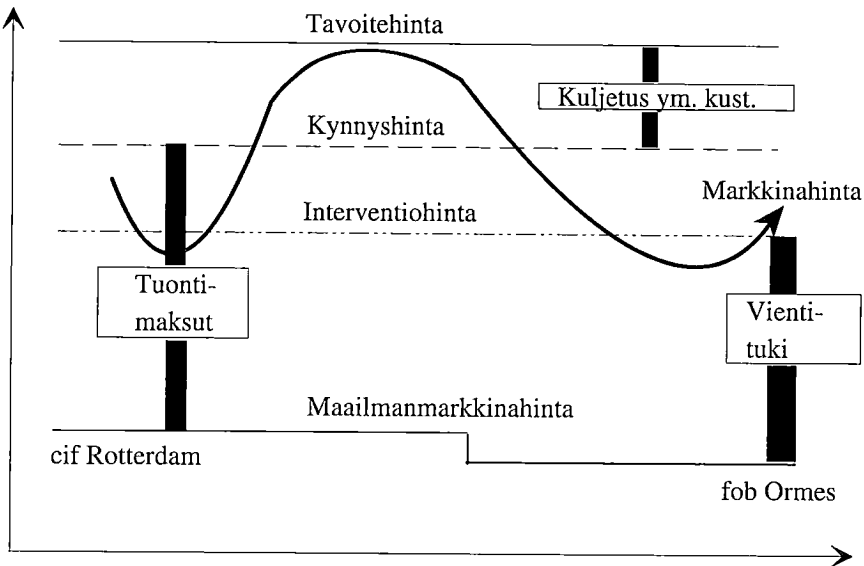 Tavoitehinta
Kuljetus ym. kust.
Kynnyshinta
Markkinahinta
Interventiohinta
Tuonti-
maksut
Vienti-
tuki
Maailmanmarkkinahinta
cif Rotterdam
fob Ormes